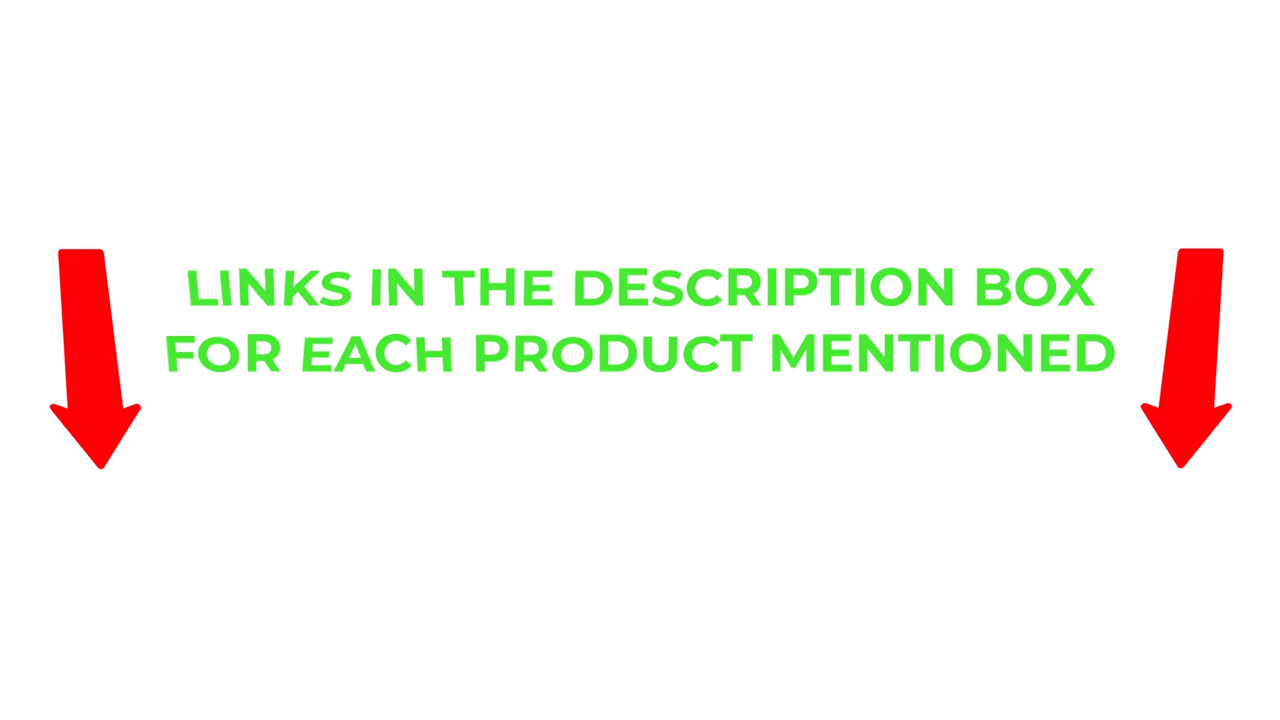 LINKS IN THE DESCRIPTION BOX
FOR EACH PRODUCT MENTIONED